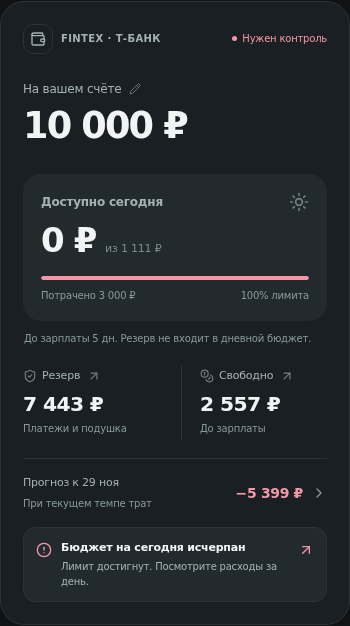 FINTEX · Т-БАНК
Нужен контроль
На вашем счёте
10 000 ₽
Доступно сегодня
0 ₽ из 1 111 ₽
Потрачено 3 000 ₽
100% лимита
До зарплаты 5 дн. Резерв не входит в дневной бюджет.
Резерв
7 443 ₽
Платежи и подушка
Свободно
2 557 ₽
До зарплаты
Прогноз к 29 ноя
При текущем темпе трат
−5 399 ₽
Бюджет на сегодня исчерпан
Лимит достигнут. Посмотрите расходы за
день.